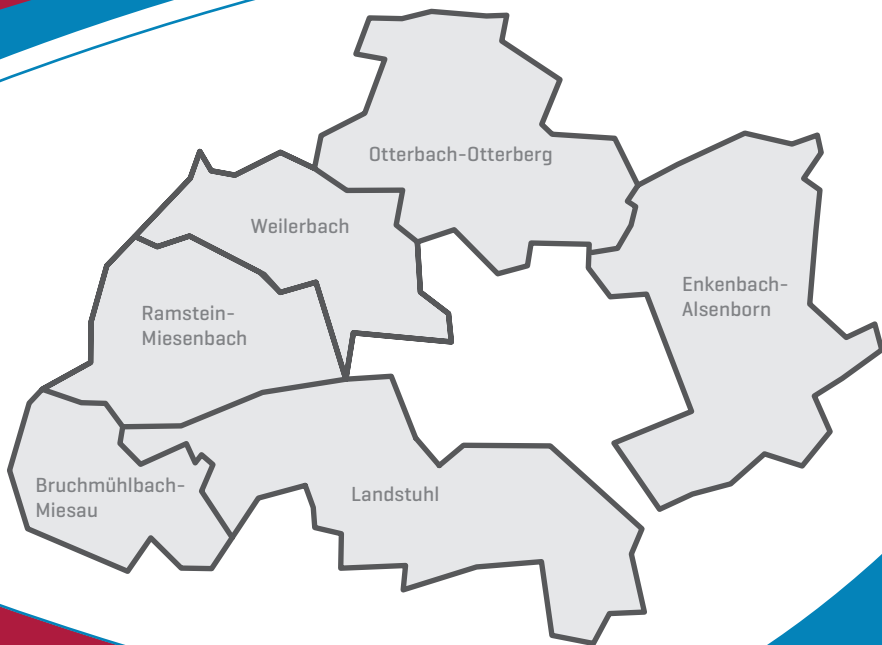 Otterbach-Otterberg
Weilerbach
Enkenbach-
Alsenborn
Ramstein-
Miesenbach
Bruchmühlbach-
Miesau
Landstuhl